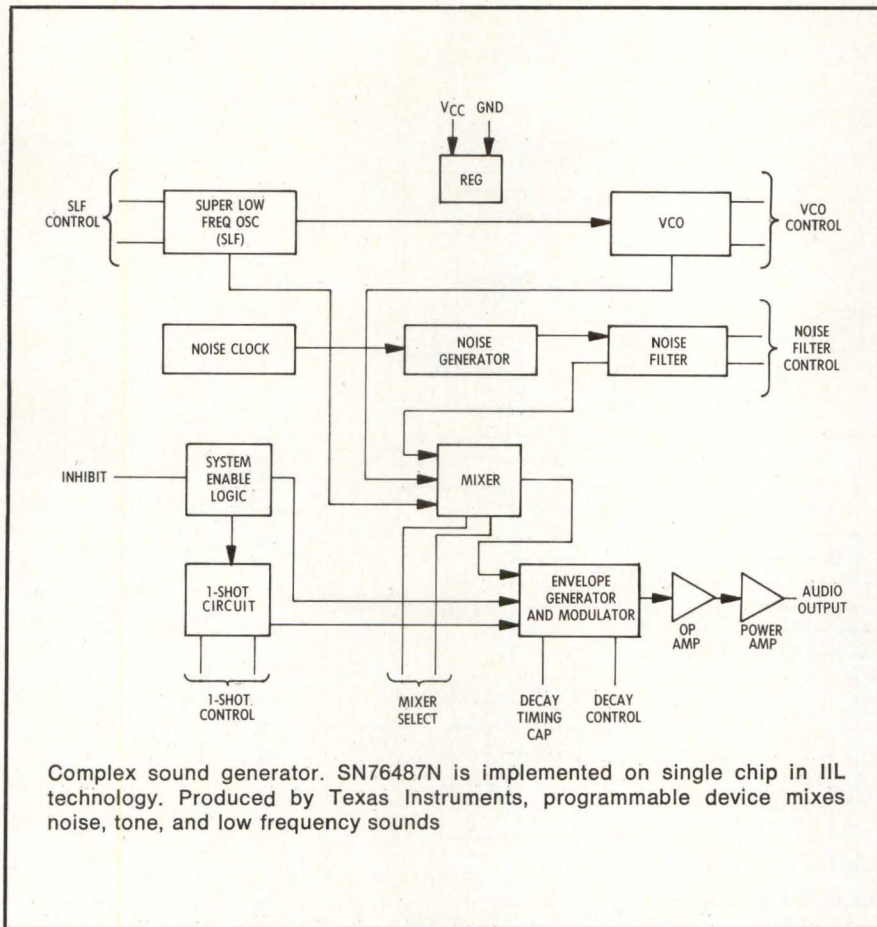 VCC GND
REG
SLF
CONTROL
SUPER LOW
FREQ OSC
(SLF)
VCO
VCO
CONTROL
NOISE CLOCK
NOISE
GENERATOR
NOISE
FILTER
NOISE
FILTER
CONTROL
INHIBIT
SYSTEM
ENABLE
LOGIC
MIXER
1-SHOT
CIRCUIT
ENVELOPE
GENERATOR
AND MODULATOR
OP
AMP
POWER
AMP
AUDIO
OUTPUT
1-SHOT
CONTROL
MIXER
SELECT
DECAY
TIMING
CAP
DECAY
CONTROL
Complex sound generator. SN76487N is implemented on single chip in IIL
technology. Produced by Texas Instruments, programmable device mixes
noise, tone, and low frequency sounds